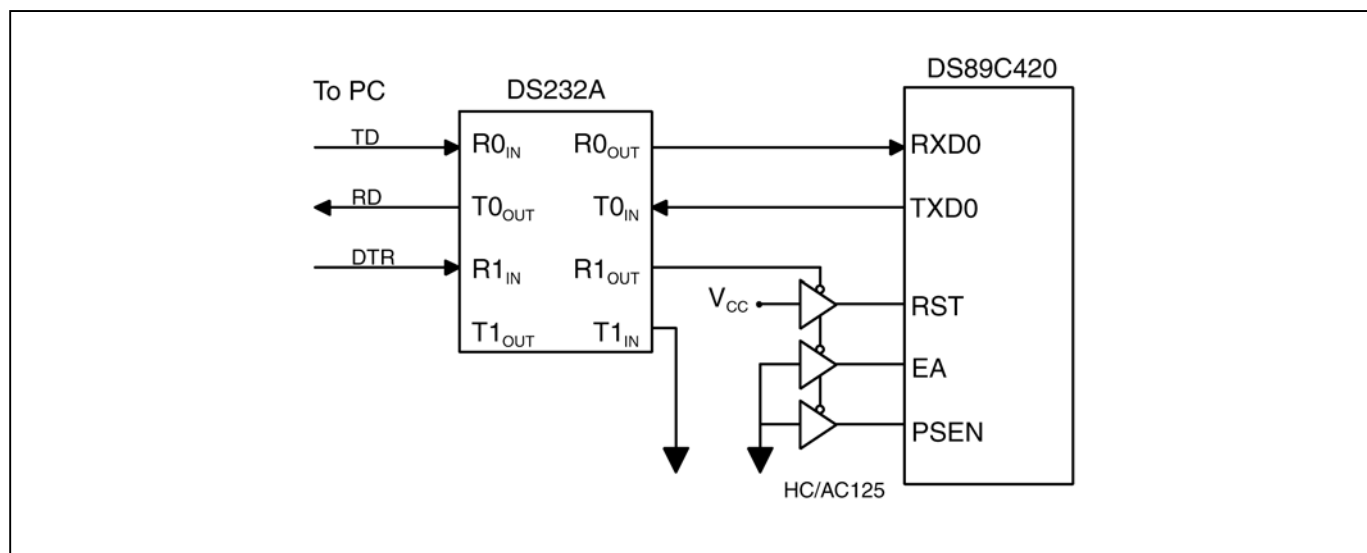 DS89C420
To PC
DS232A
TD
R0IN
R0OUT
RXD0
RD
T0OUT
T0IN
TXD0
DTR
R1IN
R1OUT
VCC
RST
T1OUT
T1IN
EA
PSEN
HC/AC125